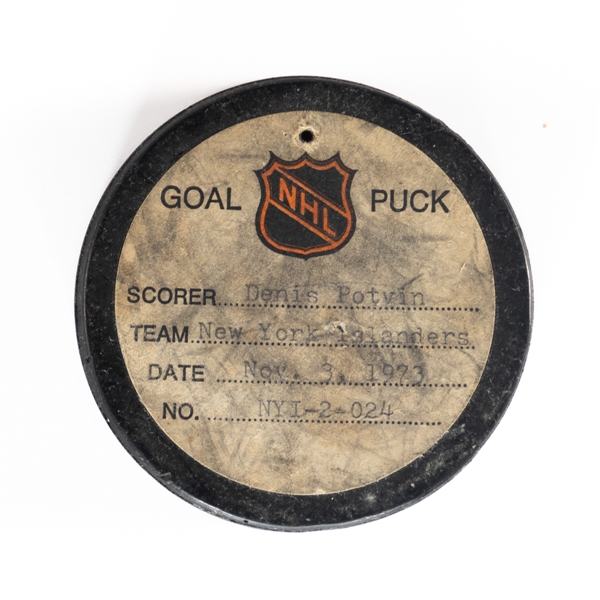 GOAL NHL PUCK
SCORER Denis Potvin
TEAM New York Islanders
DATE Nov. 3, 1973
NO. NYI-2-024